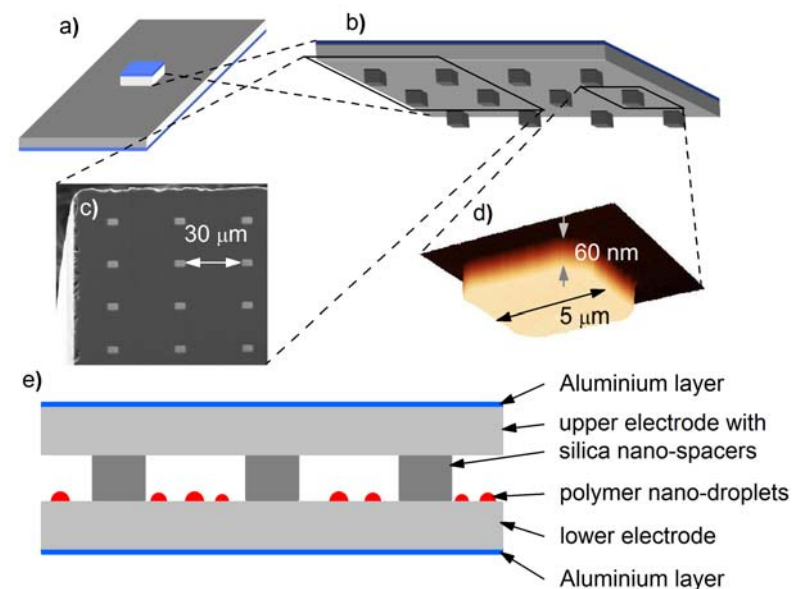 a)
b)
c)
30 μm
d)
60 nm
5 μm
e)
Aluminium layer
upper electrode with
silica nano-spacers
polymer nano-droplets
lower electrode
Aluminium layer